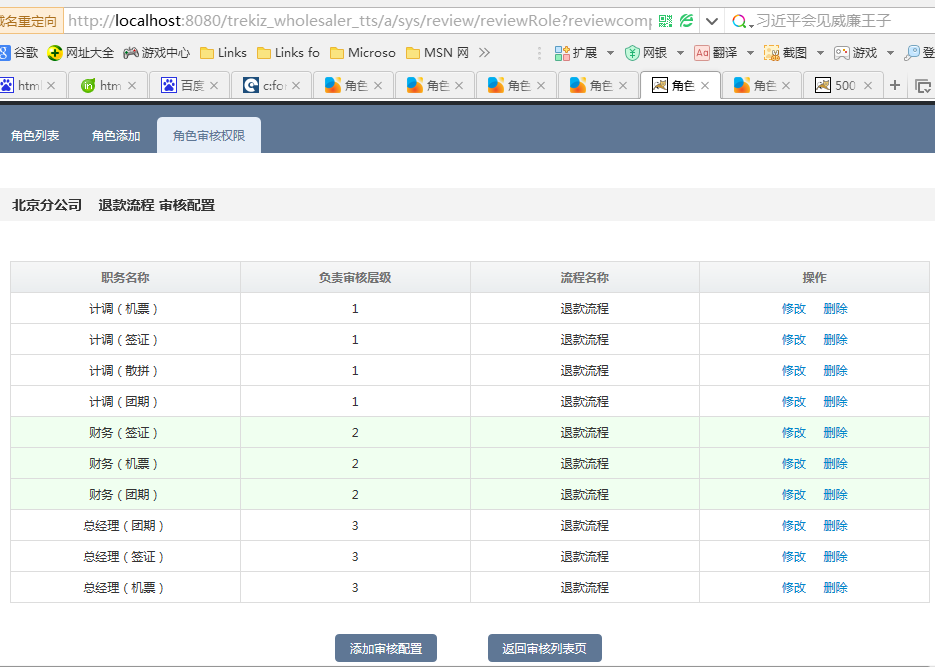 域名重定向 http://localhost:8080/trekiz_wholesaler_tts/a/sys/review/reviewRole?reviewcomp 习近平会见威廉王子
谷歌 网址大全 游戏中心 Links Links fo Microso MSN 网 扩展 网银 Aa 翻译 截图 游戏 登
htm 百度 c:fo 角色 角色 角色 角色 角色 角色 500
角色列表 角色添加 角色审核权限
北京分公司 退款流程 审核配置
职务名称 负责审核层级 流程名称 操作
计调（机票） 1 退款流程 修改 删除
计调（签证） 1 退款流程 修改 删除
计调（散拼） 1 退款流程 修改 删除
计调（团期） 1 退款流程 修改 删除
财务（签证） 2 退款流程 修改 删除
财务（机票） 2 退款流程 修改 删除
财务（团期） 2 退款流程 修改 删除
总经理（团期） 3 退款流程 修改 删除
总经理（签证） 3 退款流程 修改 删除
总经理（机票） 3 退款流程 修改 删除
添加审核配置 返回审核列表页